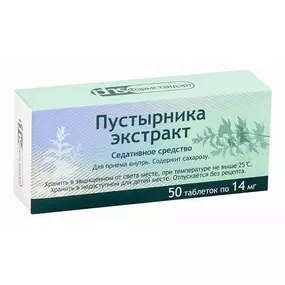 Фармстандарт
Пустырника
экстракт
Седативное средство
Для приема внутрь. Содержит сахарозу.
Хранить в защищенном от света месте, при температуре не выше 25°С.
Хранить в недоступном для детей месте. Отпускается без рецепта.
50 таблеток по 14 мг